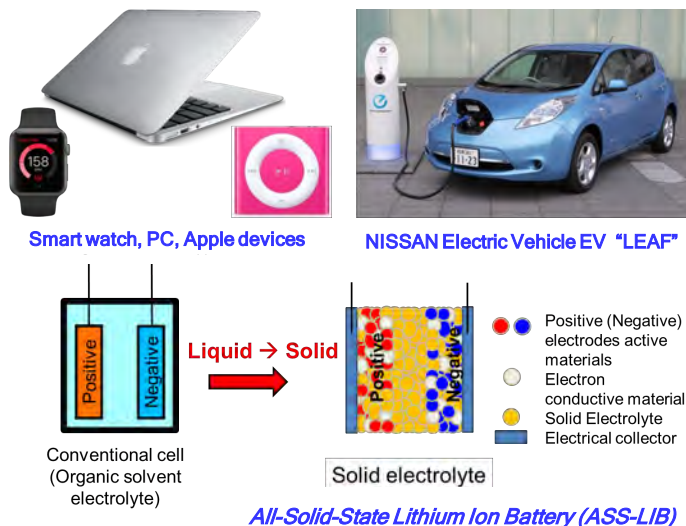 158
Smart watch, PC, Apple devices
11-23
NISSAN Electric Vehicle EV “LEAF”
Positive
Negative
Liquid → Solid
Positive
Negative
Positive (Negative)
electrodes active
materials
Electron
conductive material
Solid Electrolyte
Electrical collector
Conventional cell
(Organic solvent
electrolyte)
Solid electrolyte
All-Solid-State Lithium Ion Battery (ASS-LIB)